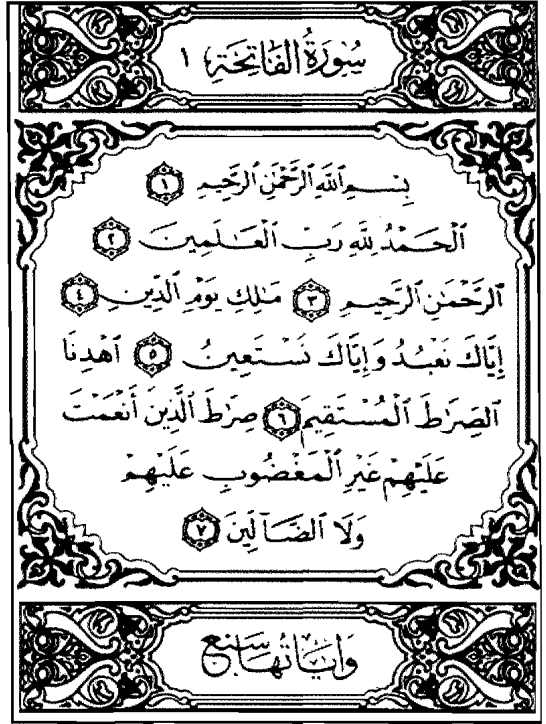 سُورَةُ الفَاتِحَةِ ١
بِسْمِ ٱللَّهِ ٱلرَّحْمَٰنِ ٱلرَّحِيمِ ١
ٱلْحَمْدُ لِلَّهِ رَبِّ ٱلْعَـٰلَمِينَ ٢
ٱلرَّحْمَٰنِ ٱلرَّحِيمِ ٣ مَـٰلِكِ يَوْمِ ٱلدِّينِ ٤
إِيَّاكَ نَعْبُدُ وَإِيَّاكَ نَسْتَعِينُ ٥ ٱهْدِنَا
ٱلصِّرَٰطَ ٱلْمُسْتَقِيمَ ٦ صِرَٰطَ ٱلَّذِينَ أَنْعَمْتَ
عَلَيْهِمْ غَيْرِ ٱلْمَغْضُوبِ عَلَيْهِمْ
وَلَا ٱلضَّآلِّينَ ٧
وَآيَاتُهَا سَبْعٌ